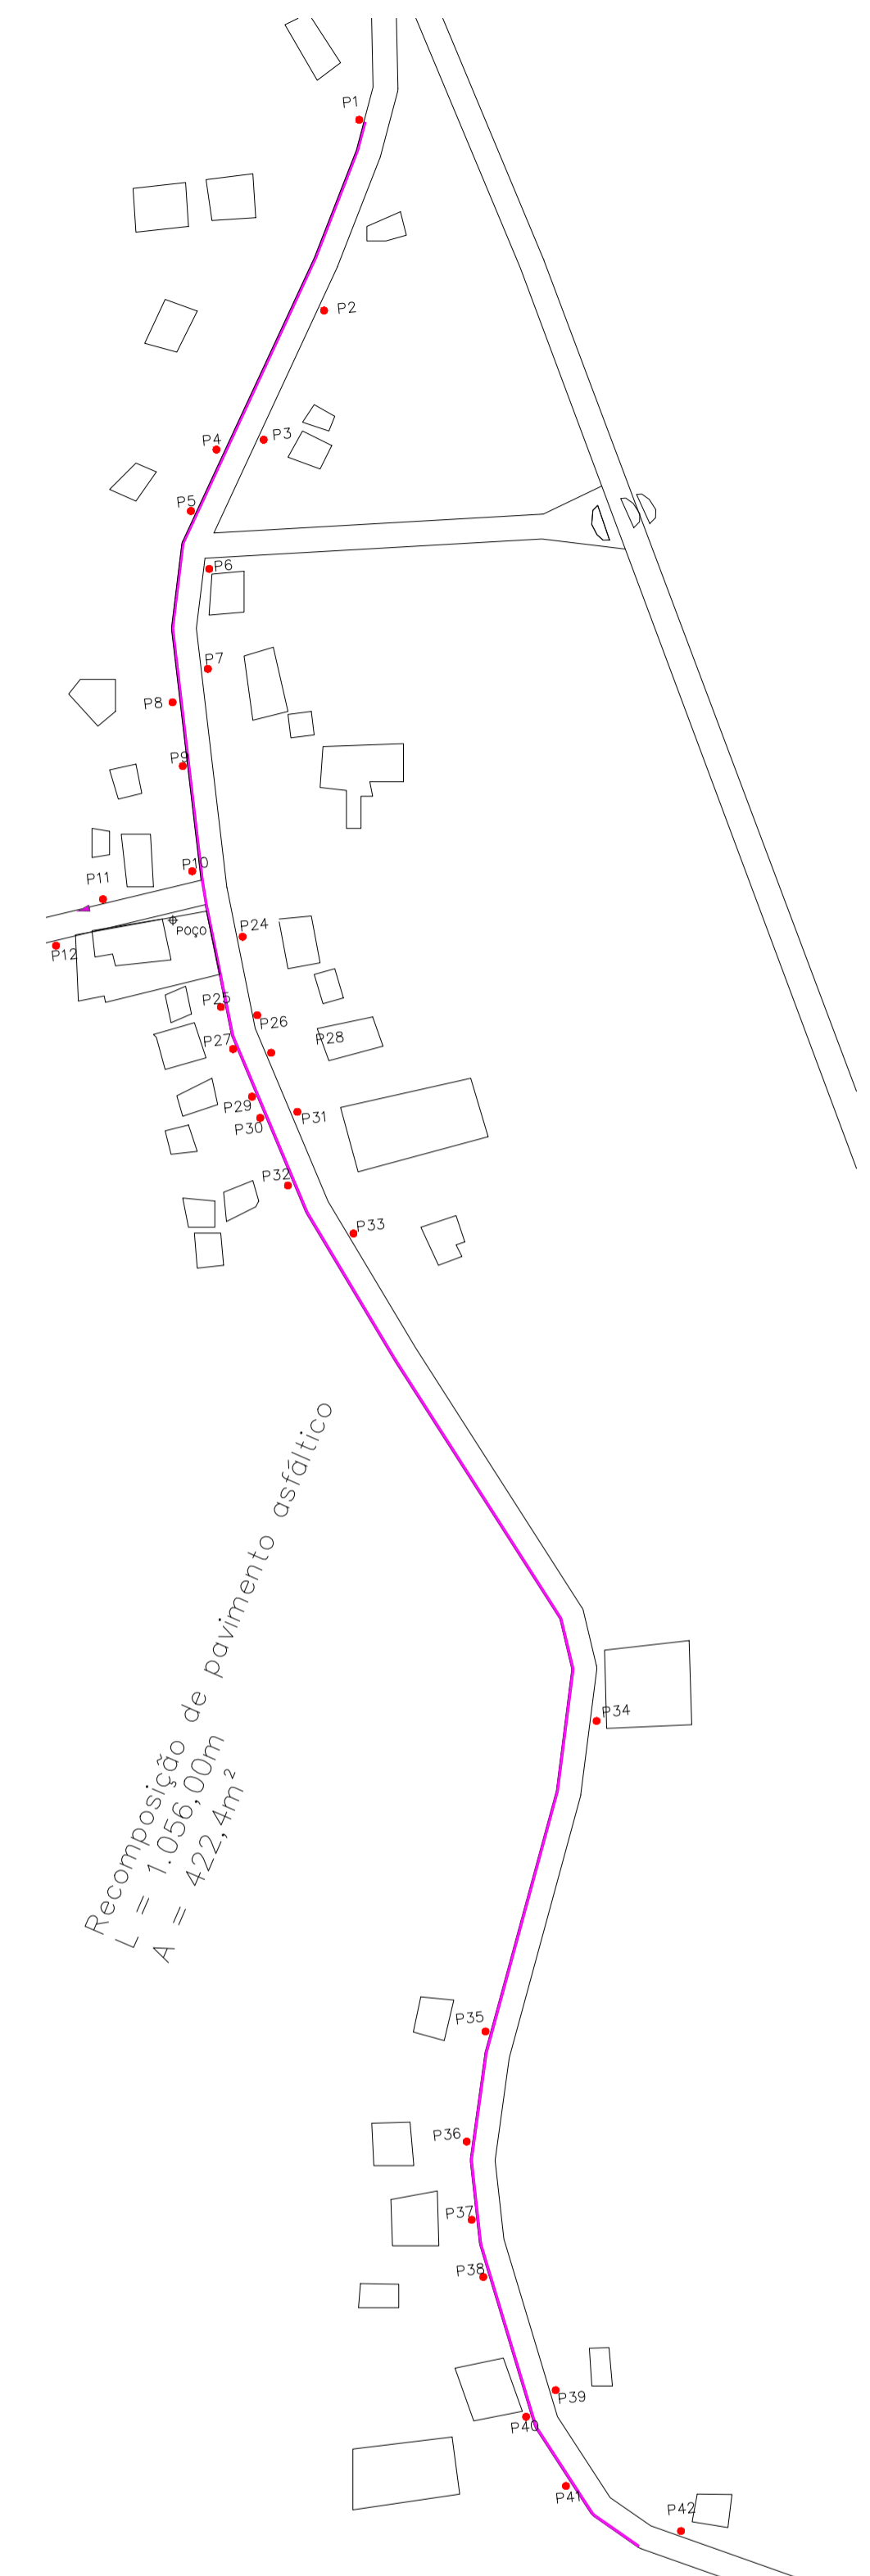 P1
P2
P3
P4
P5
P6
P7
P8
P9
P10
P11
POÇO
P24
P12
P25
P26
P27
P28
P29
P31
P30
P32
P33
Recomposição de pavimento asfáltico
L = 1.056,00m
A = 422,4m²
P34
P35
P36
P37
P38
P39
P40
P41
P42